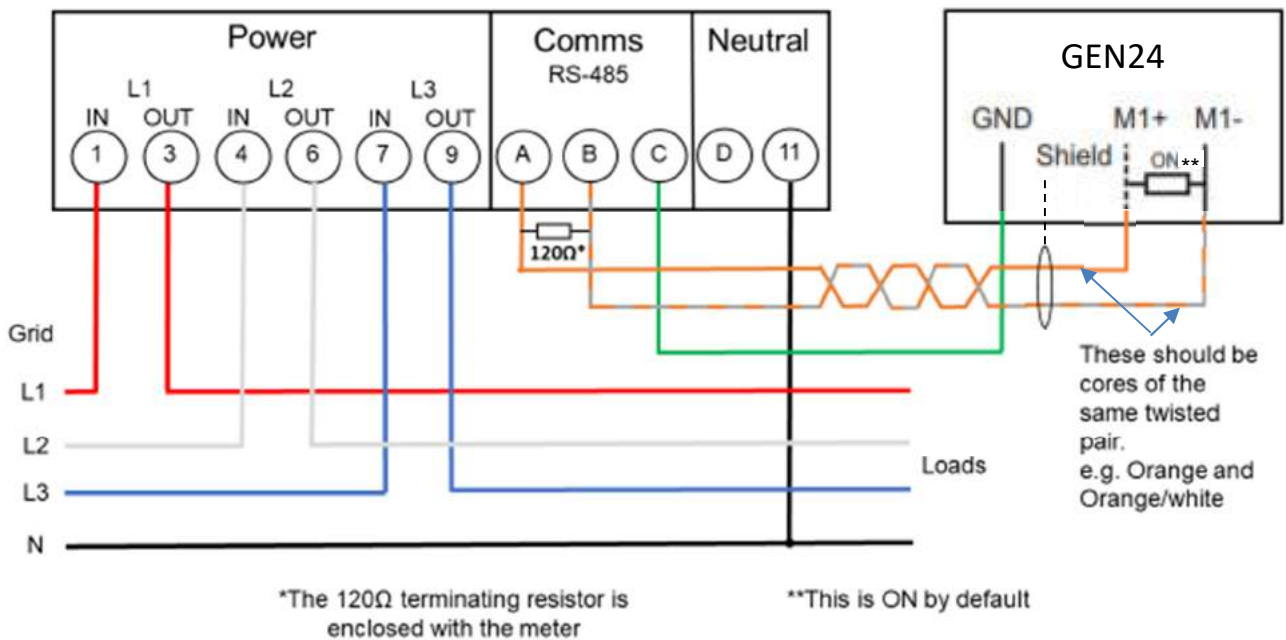 Power
Comms
RS-485
Neutral
GEN24
L1
L2
L3
IN
OUT
IN
OUT
IN
OUT
1
3
4
6
7
9
A
B
C
D
11
GND
M1+
M1-
Shield
ON**
120Ω*
Grid
L1
L2
L3
N
Loads
These should be
cores of the
same twisted
pair.
e.g. Orange and
Orange/white
*The 120Ω terminating resistor is
enclosed with the meter
**This is ON by default